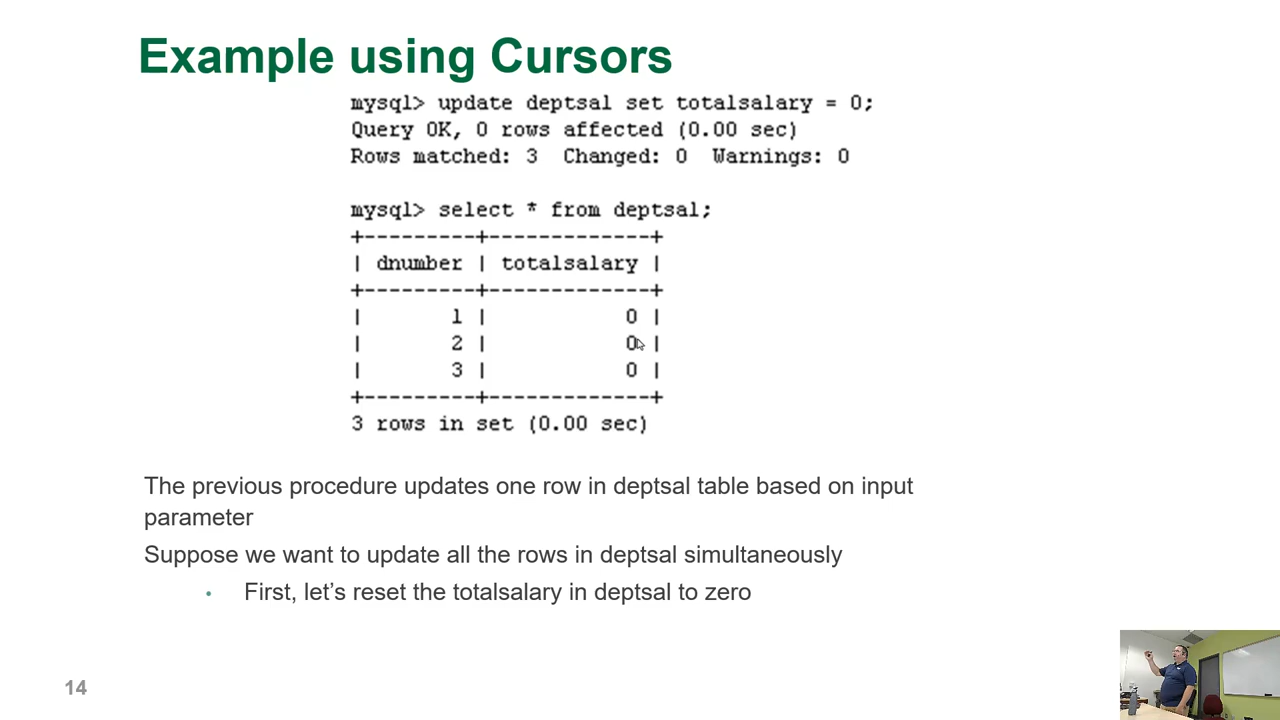 Example using Cursors
mysql> update deptsal set totalsalary = 0;
Query OK, 0 rows affected (0.00 sec)
Rows matched: 3  Changed: 0  Warnings: 0
mysql> select * from deptsal;
+---------+-------------+
| dnumber | totalsalary |
+---------+-------------+
|       1 |           0 |
|       2 |           0 |
|       3 |           0 |
+---------+-------------+
3 rows in set (0.00 sec)
The previous procedure updates one row in deptsal table based on input
parameter
Suppose we want to update all the rows in deptsal simultaneously
• First, let’s reset the totalsalary in deptsal to zero
14